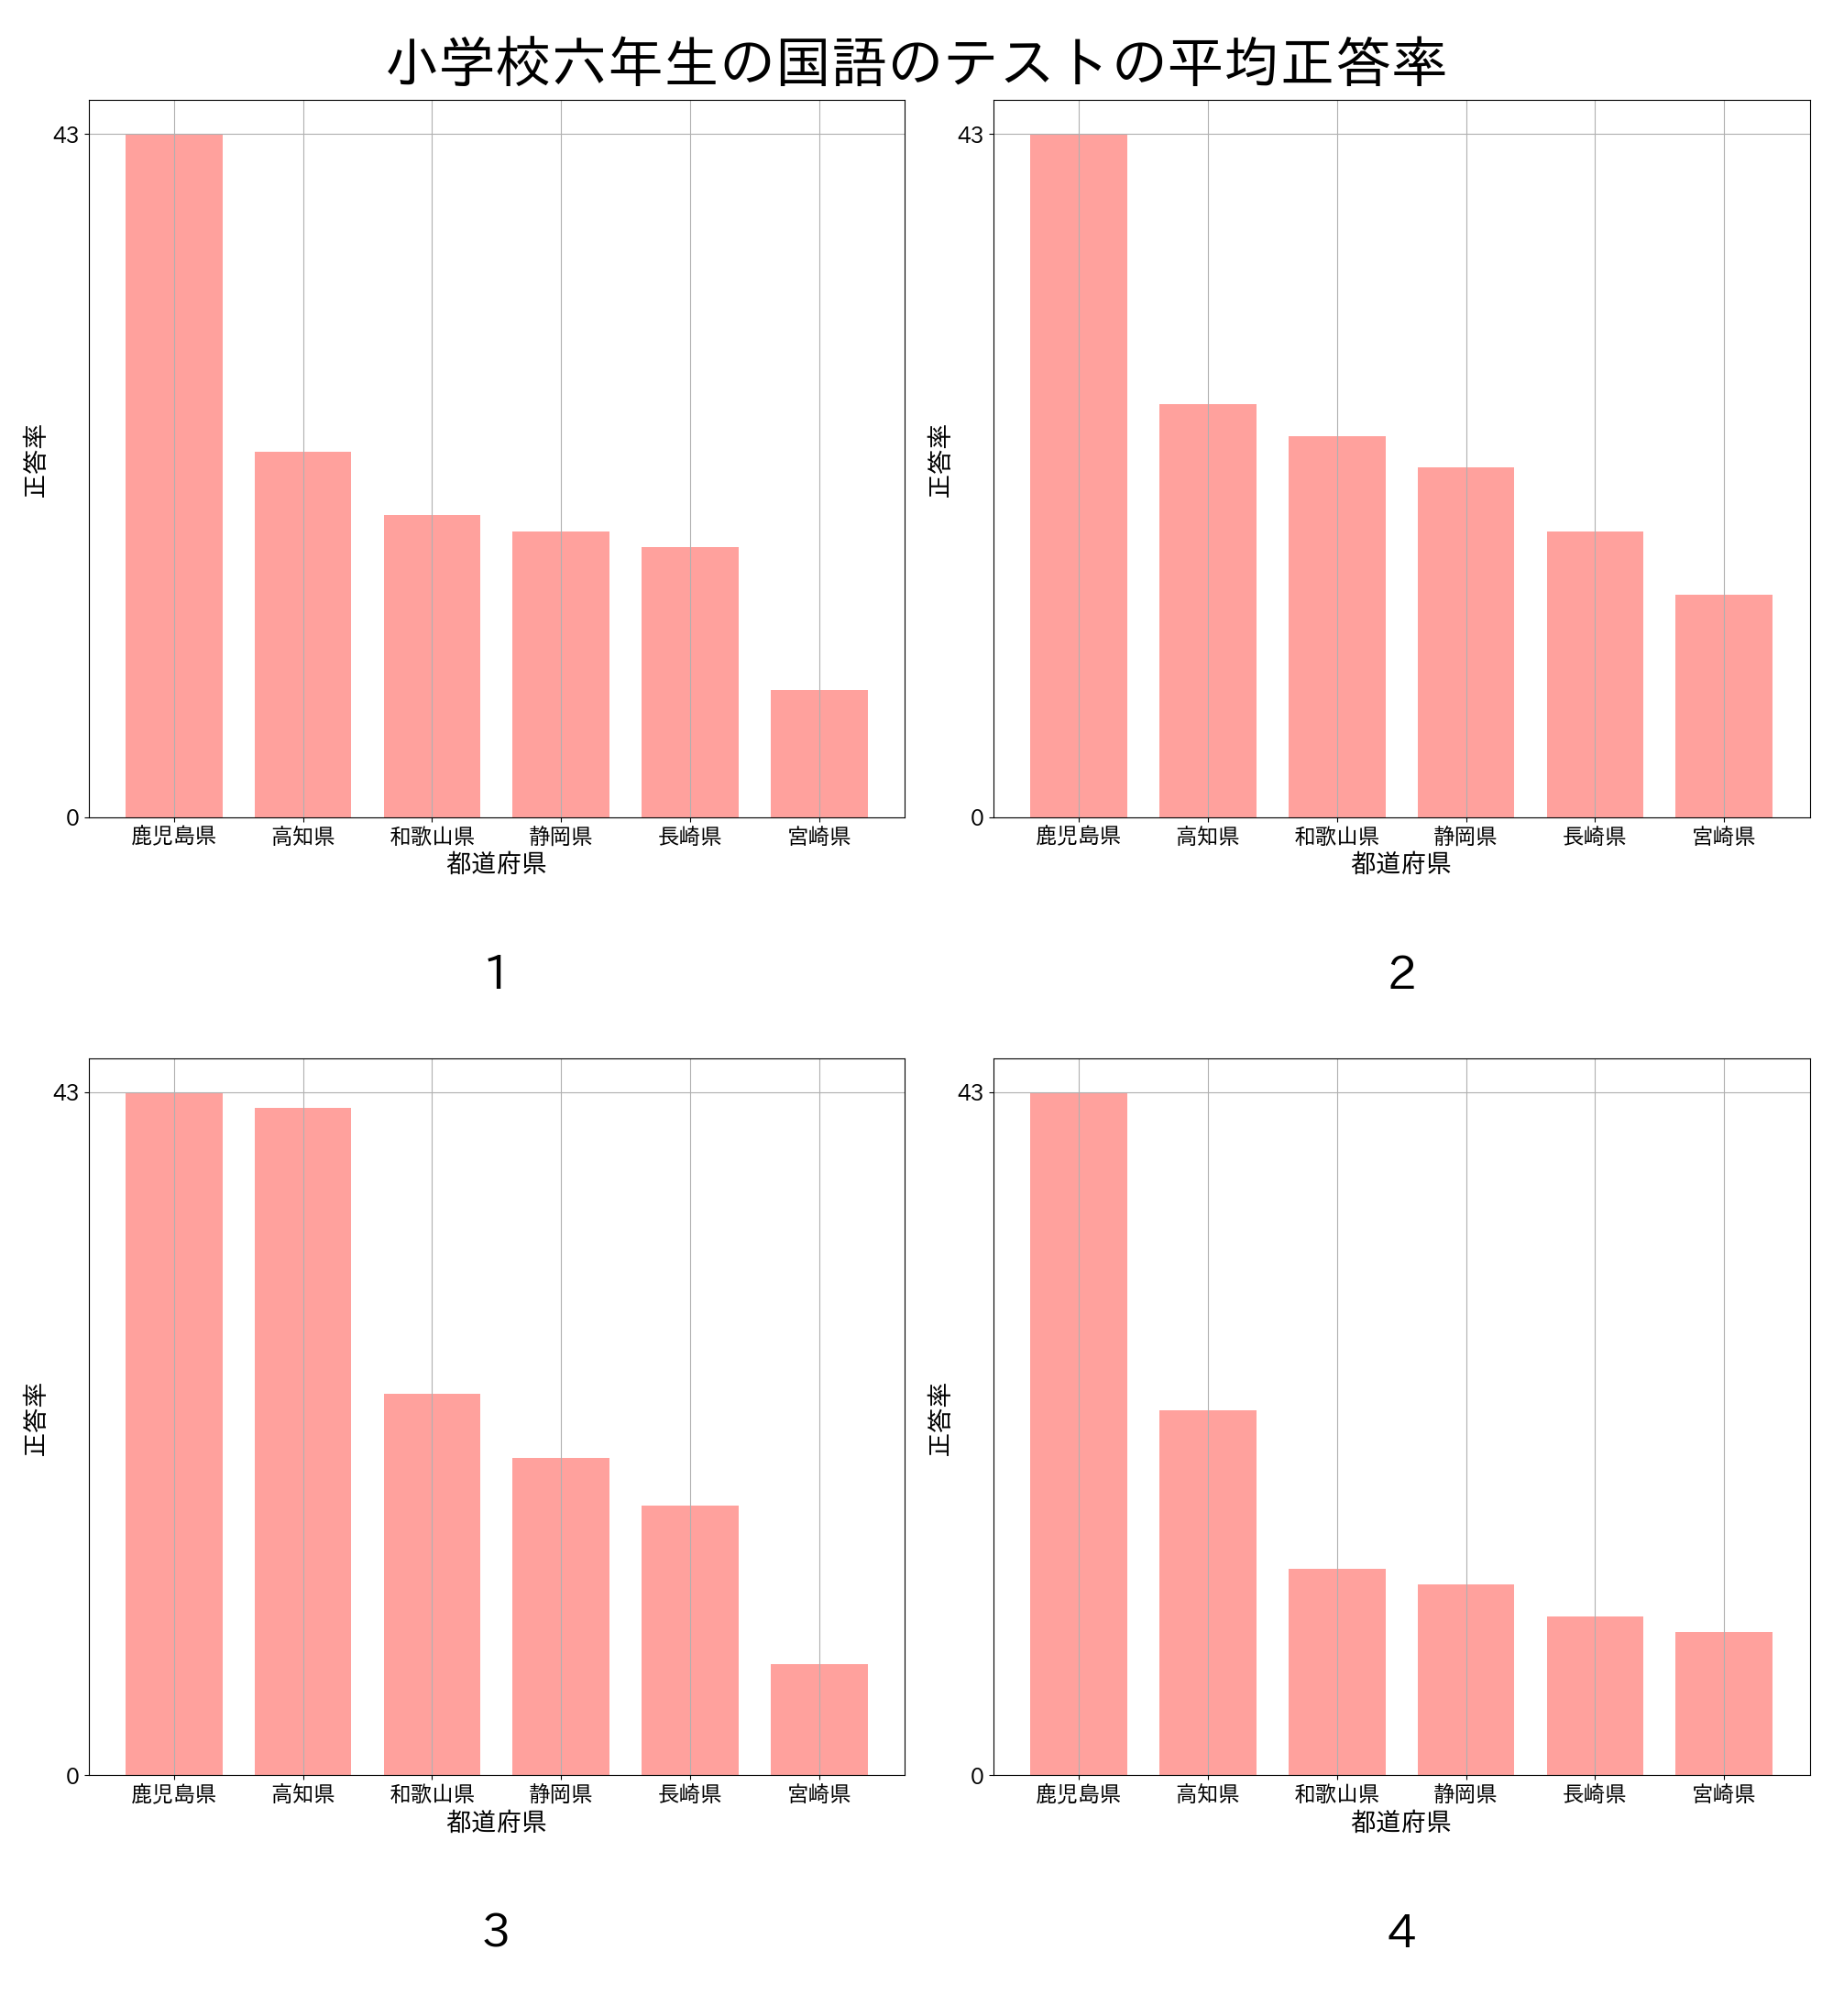 小学校六年生の国語のテストの平均正答率
43
0
正答率
鹿児島県 高知県 和歌山県 静岡県 長崎県 宮崎県
都道府県
1
43
0
正答率
鹿児島県 高知県 和歌山県 静岡県 長崎県 宮崎県
都道府県
2
43
0
正答率
鹿児島県 高知県 和歌山県 静岡県 長崎県 宮崎県
都道府県
3
43
0
正答率
鹿児島県 高知県 和歌山県 静岡県 長崎県 宮崎県
都道府県
4